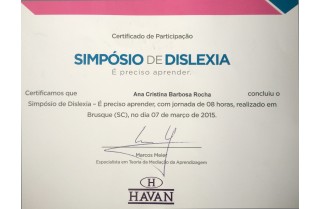 Certificado de Participação
SIMPÓSIO DE DISLEXIA
É preciso aprender.
Certificamos que Ana Cristina Barbosa Rocha concluiu o
Simpósio de Dislexia – É preciso aprender, com jornada de 08 horas, realizado em
Brusque (SC), no dia 07 de março de 2015.
Marcos Meier
Especialista em Teoria da Mediação da Aprendizagem
H
HAVAN